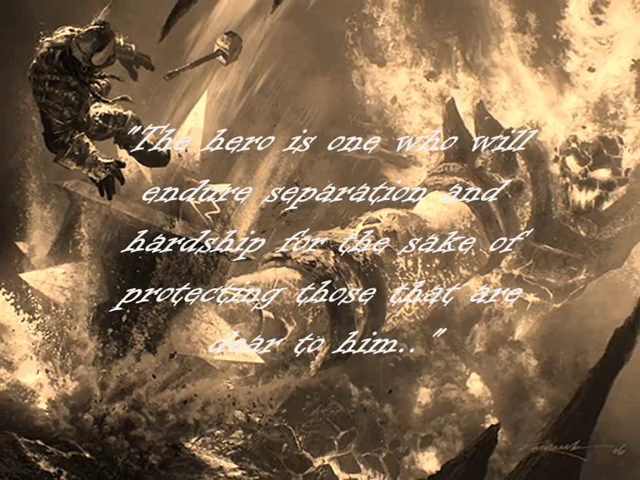 "The hero is one who will
endure separation and
hardship for the sake of
protecting those that are
dear to him.."